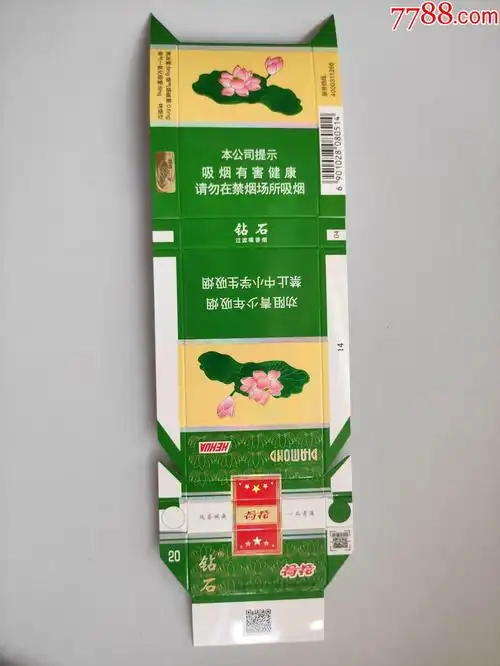 7788.com
本公司提示
吸烟有害健康
请勿在禁烟场所吸烟
4000311200
6 901028 080514
钻石
过滤嘴香烟
04
劝阻青少年吸烟
禁止中小学生吸烟
14
HEHUA
DIAMOND
荷花
20
钻石
荷花